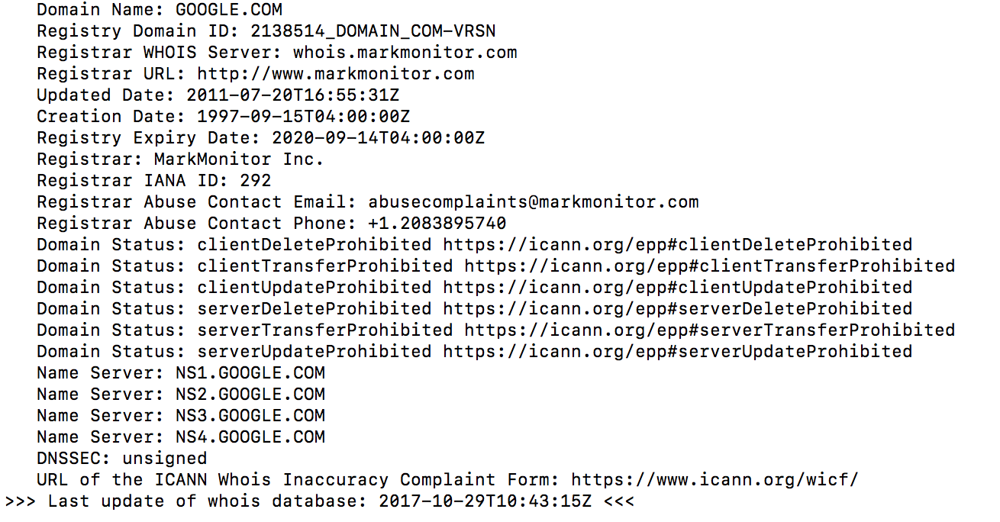 Domain Name: GOOGLE.COM
Registry Domain ID: 2138514_DOMAIN_COM-VRSN
Registrar WHOIS Server: whois.markmonitor.com
Registrar URL: http://www.markmonitor.com
Updated Date: 2011-07-20T16:55:31Z
Creation Date: 1997-09-15T04:00:00Z
Registry Expiry Date: 2020-09-14T04:00:00Z
Registrar: MarkMonitor Inc.
Registrar IANA ID: 292
Registrar Abuse Contact Email: abusecomplaints@markmonitor.com
Registrar Abuse Contact Phone: +1.2083895740
Domain Status: clientDeleteProhibited https://icann.org/epp#clientDeleteProhibited
Domain Status: clientTransferProhibited https://icann.org/epp#clientTransferProhibited
Domain Status: clientUpdateProhibited https://icann.org/epp#clientUpdateProhibited
Domain Status: serverDeleteProhibited https://icann.org/epp#serverDeleteProhibited
Domain Status: serverTransferProhibited https://icann.org/epp#serverTransferProhibited
Domain Status: serverUpdateProhibited https://icann.org/epp#serverUpdateProhibited
Name Server: NS1.GOOGLE.COM
Name Server: NS2.GOOGLE.COM
Name Server: NS3.GOOGLE.COM
Name Server: NS4.GOOGLE.COM
DNSSEC: unsigned
URL of the ICANN Whois Inaccuracy Complaint Form: https://www.icann.org/wicf/
>>> Last update of whois database: 2017-10-29T10:43:15Z <<<